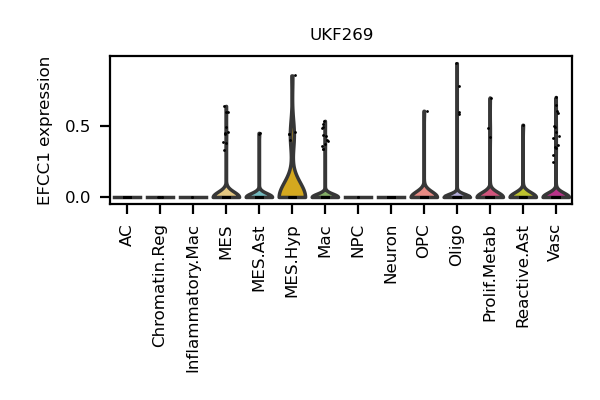 UKF269
EFCC1 expression
0.5
0.0
AC
Chromatin.Reg
Inflammatory.Mac
MES
MES.Ast
MES.Hyp
Mac
NPC
Neuron
OPC
Oligo
Prolif.Metab
Reactive.Ast
Vasc